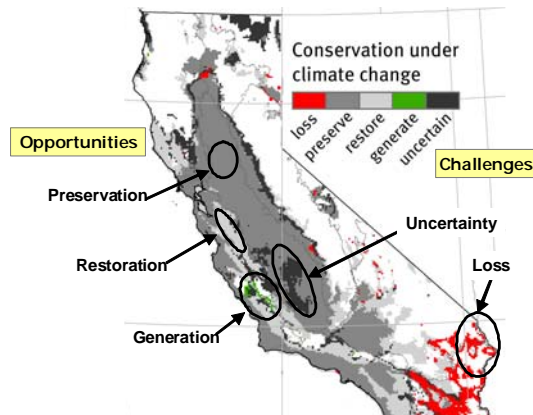 Conservation under
climate change
loss
preserve
restore
generate
uncertain
Opportunities
Challenges
Preservation
Uncertainty
Restoration
Loss
Generation